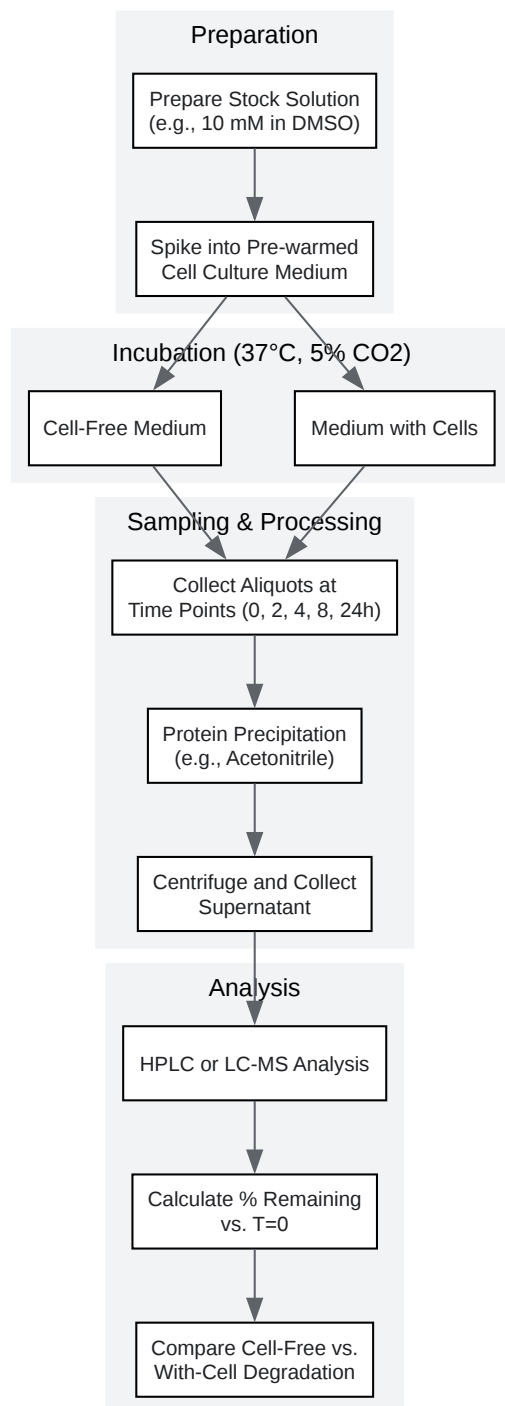 Preparation
Prepare Stock Solution
(e.g., 10 mM in DMSO)
Spike into Pre-warmed
Cell Culture Medium
Incubation (37°C, 5% CO2)
Cell-Free Medium
Medium with Cells
Sampling & Processing
Collect Aliquots at
Time Points (0, 2, 4, 8, 24h)
Protein Precipitation
(e.g., Acetonitrile)
Centrifuge and Collect
Supernatant
Analysis
HPLC or LC-MS Analysis
Calculate % Remaining
vs. T=0
Compare Cell-Free vs.
With-Cell Degradation